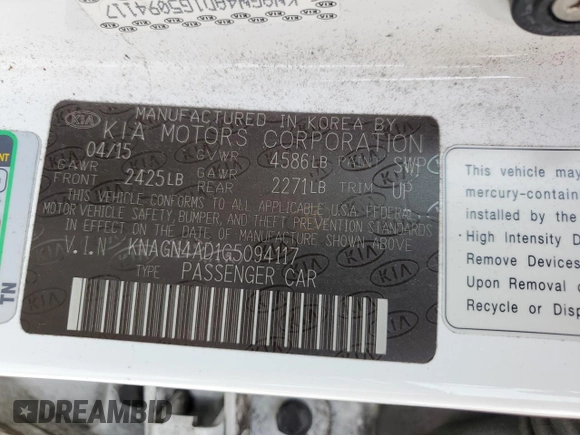 KNAGN4AD1G5094117
MANUFACTURED IN KOREA BY
KIA
KIA MOTORS CORPORATION
04/15
GVWR 4586LB PAINT SWP
GAWR FRONT 2425LB
GAWR REAR 2271LB TRIM UP
THIS VEHICLE CONFORMS TO ALL APPLICABLE U.S.A. FEDERAL
MOTOR VEHICLE SAFETY, BUMPER, AND THEFT PREVENTION STANDARDS
IN EFFECT ON THE DATE OF MANUFACTURE SHOWN ABOVE.
V.I.N KNAGN4AD1G5094117
TYPE PASSENGER CAR
This vehicle may
mercury-contain
installed by the
·High Intensity D
Remove Devices
Upon Removal o
Recycle or Disp
TN
DREAMBID